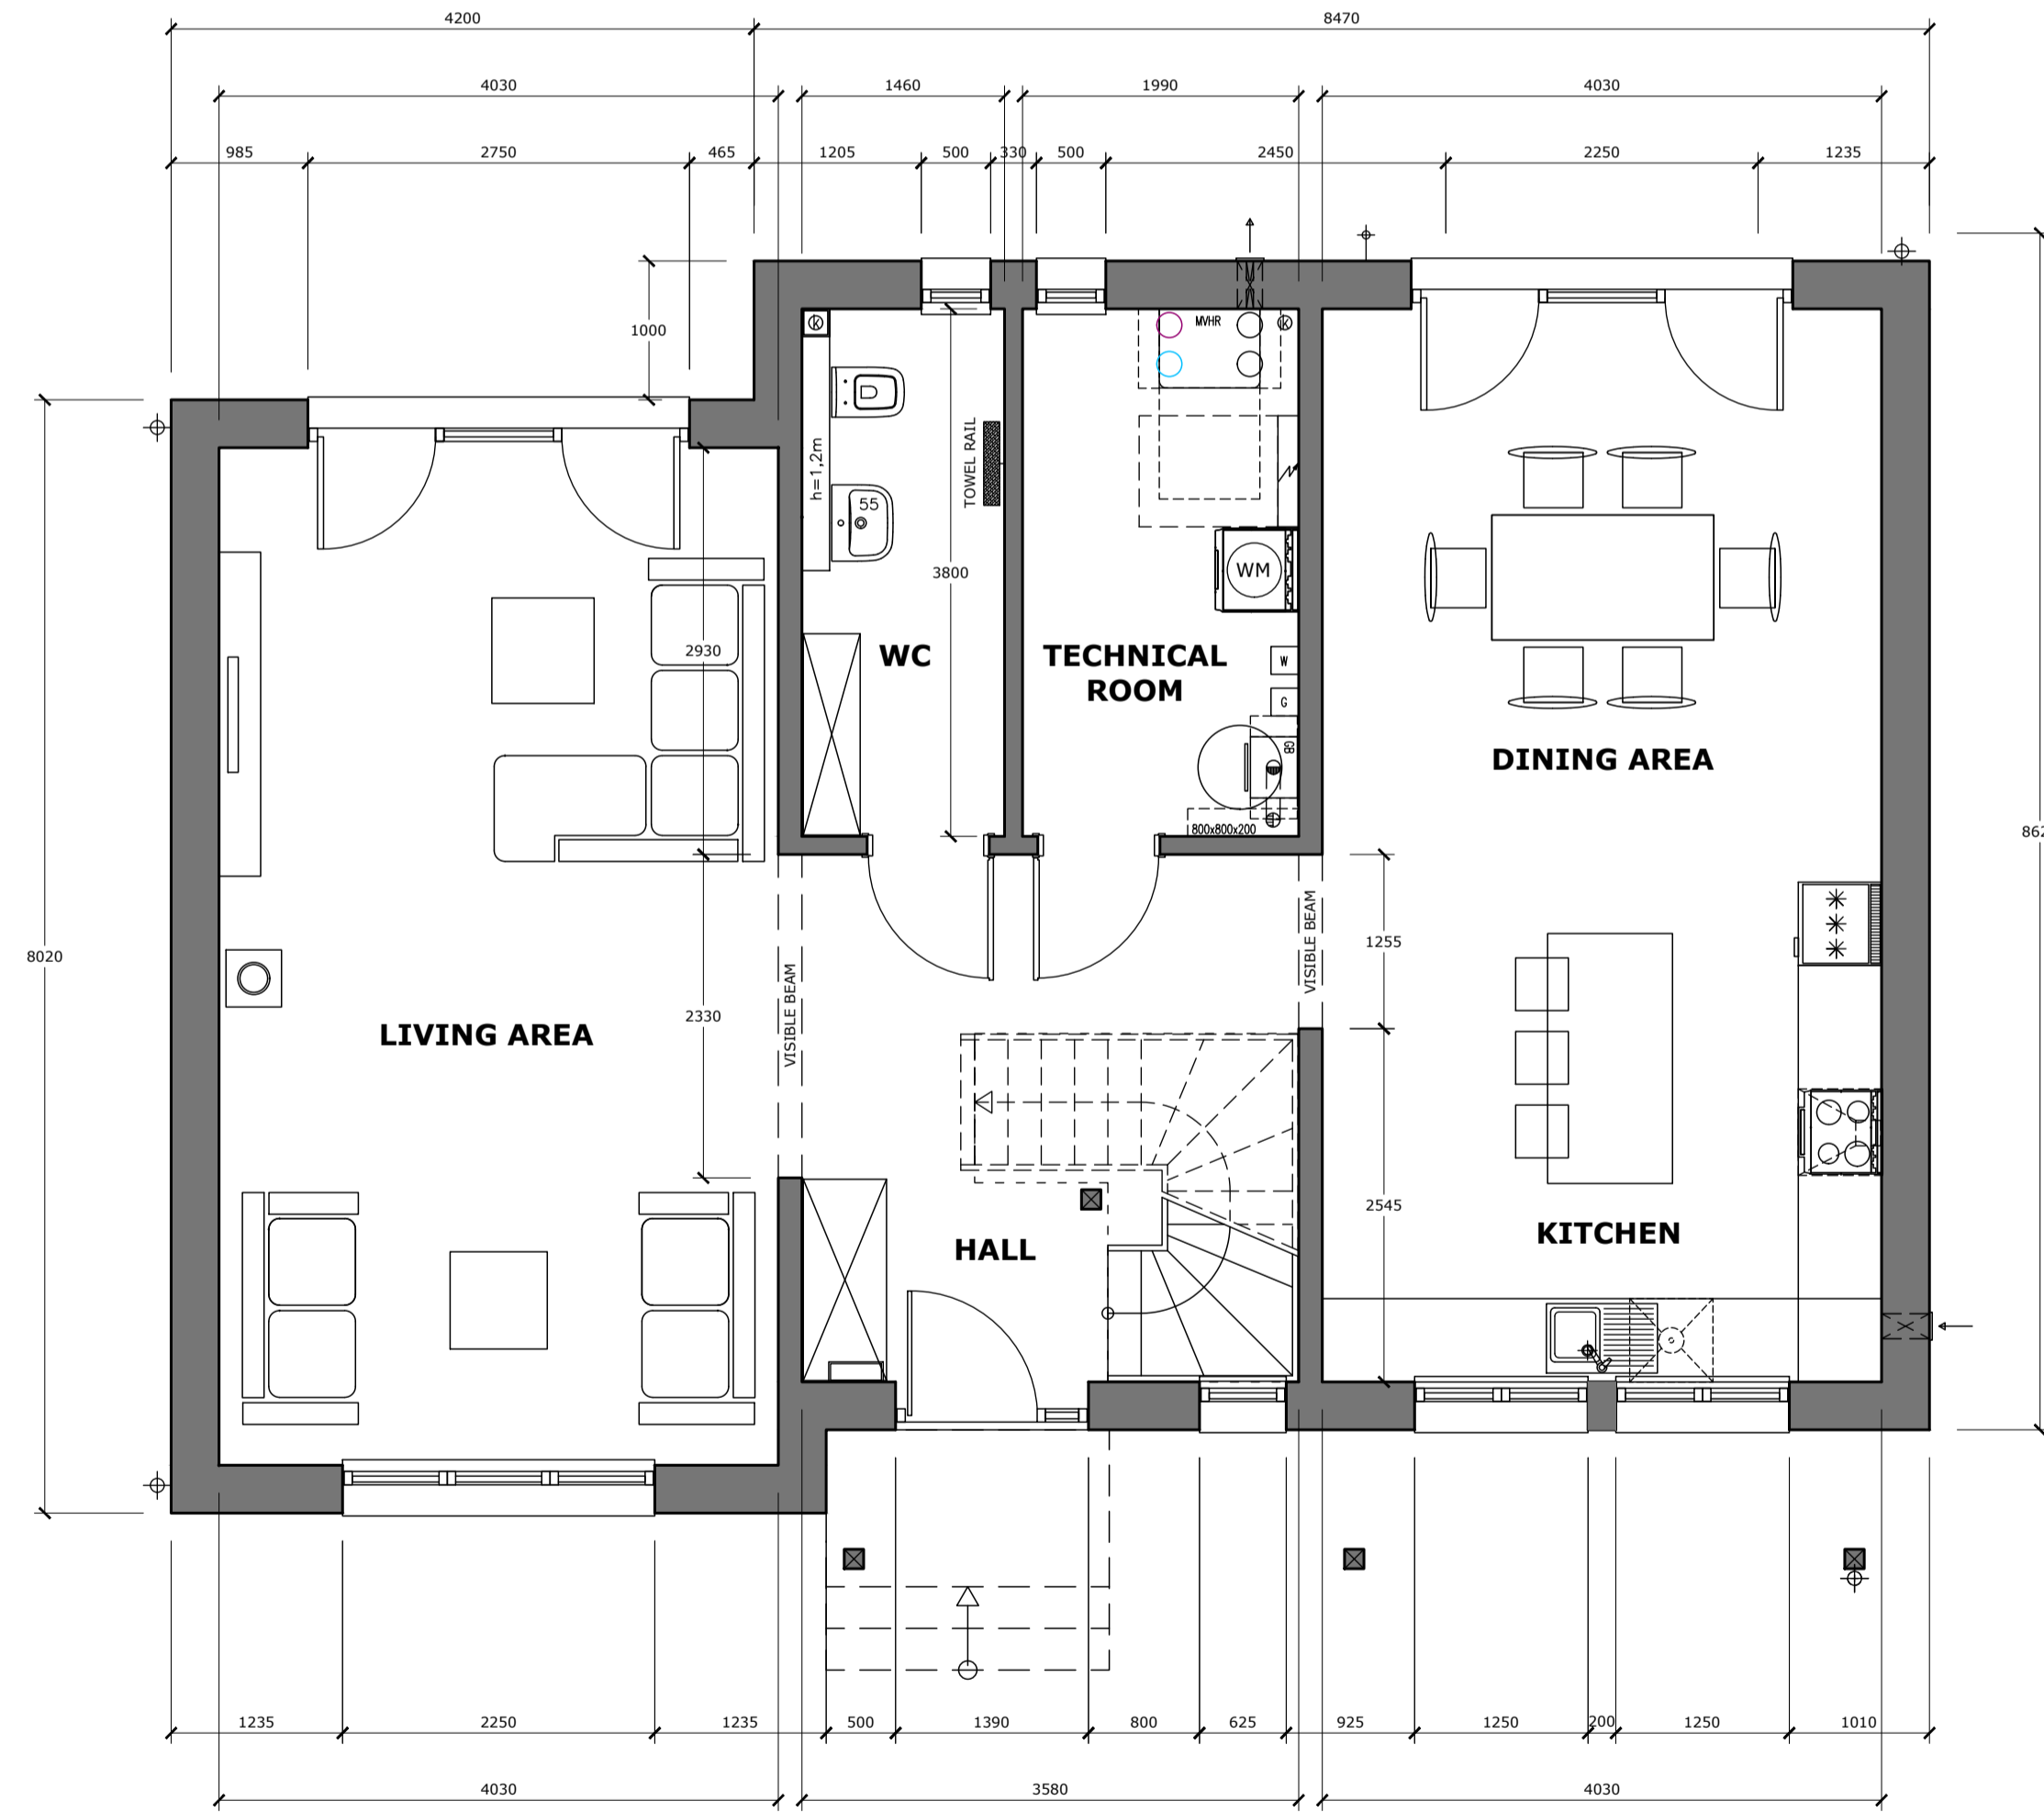 4200
8470
4030
1460
1990
4030
985
2750
465
1205
500
330
500
2450
2250
1235
1000
MVHR
k
k
TOWEL RAIL
h=1,2m
55
3800
WM
2930
WC
TECHNICAL
ROOM
W
G
GB
DINING AREA
800x800x200
862
8020
VISIBLE BEAM
VISIBLE BEAM
1255
2330
LIVING AREA
2545
KITCHEN
HALL
1235
2250
1235
500
1390
800
625
925
1250
200
1250
1010
4030
3580
4030